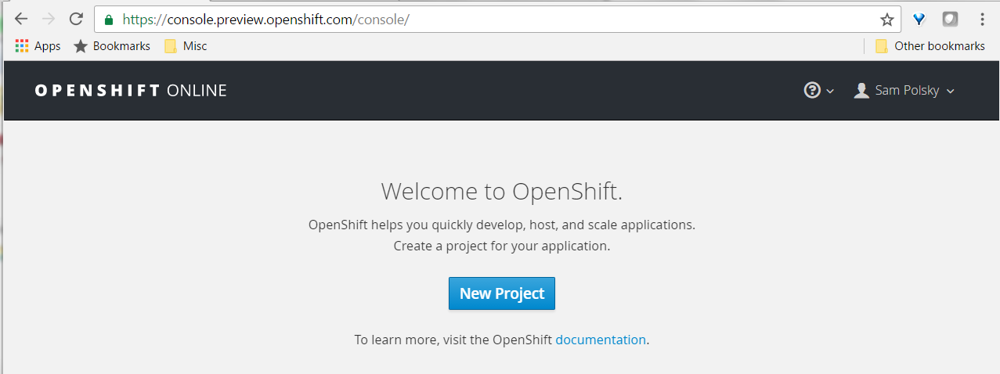 https://console.preview.openshift.com/console/
Apps Bookmarks Misc Other bookmarks
OPENSHIFT ONLINE Sam Polsky
Welcome to OpenShift.
OpenShift helps you quickly develop, host, and scale applications.
Create a project for your application.
New Project
To learn more, visit the OpenShift documentation.